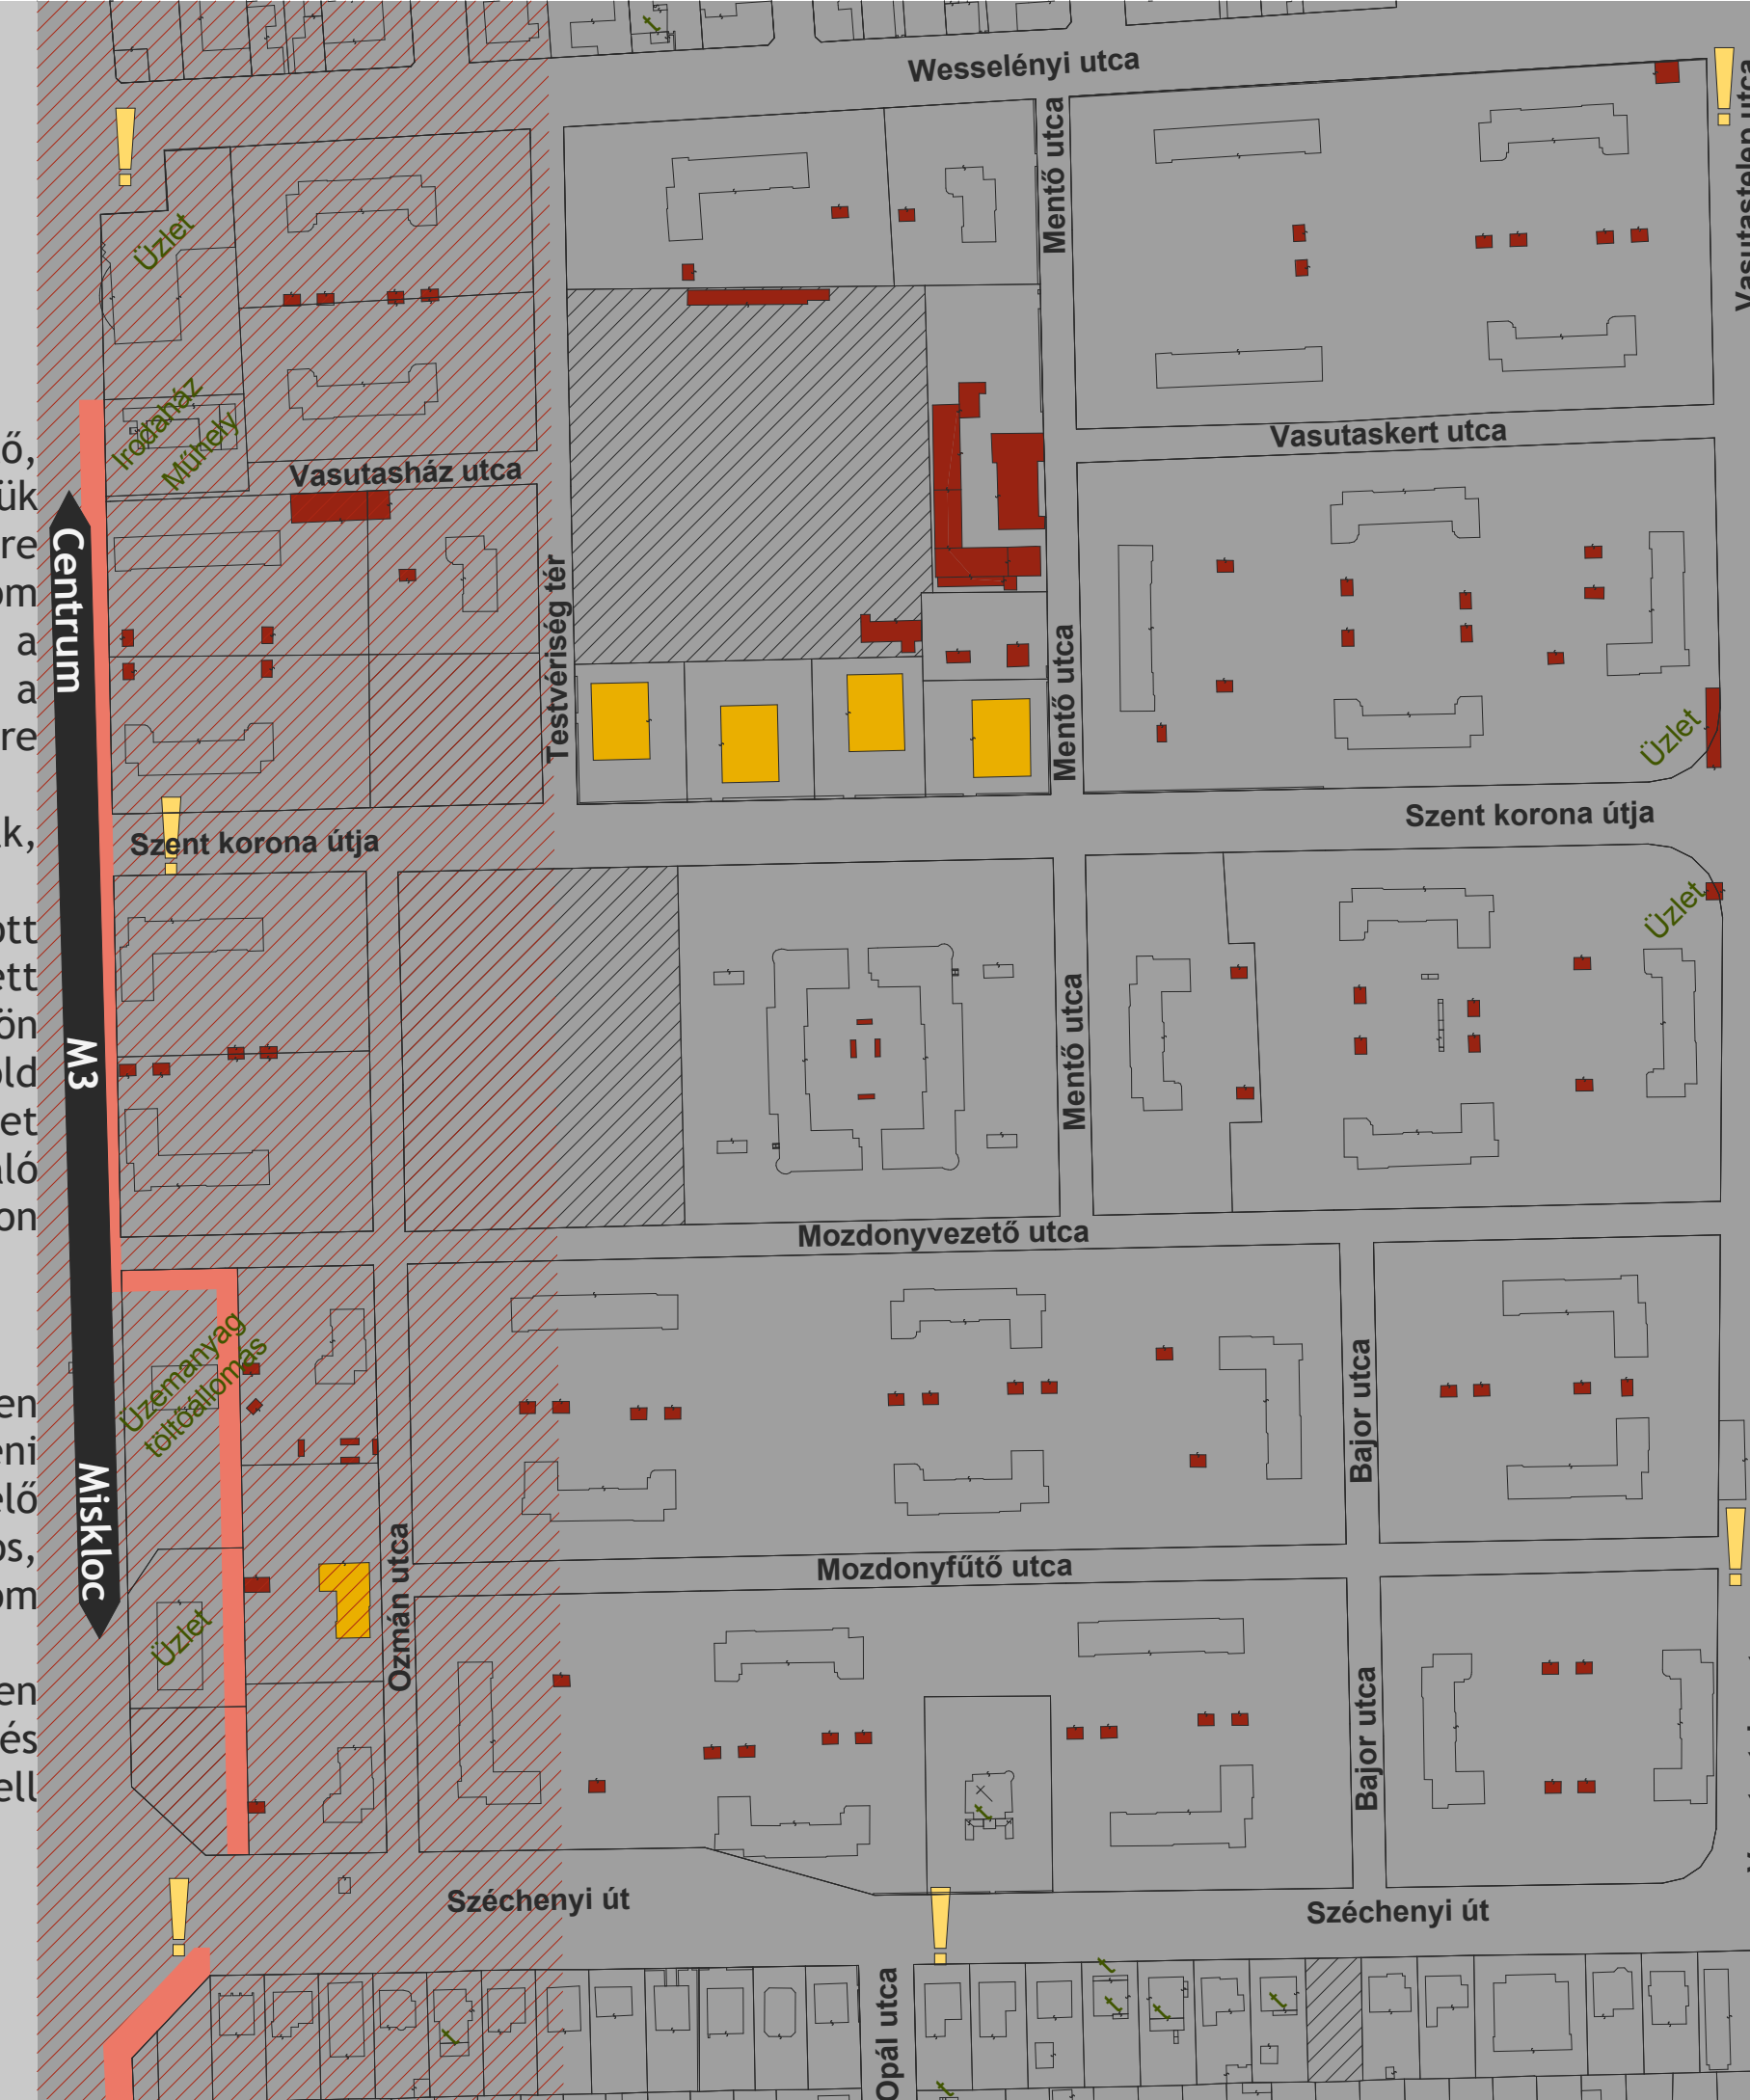 Wesselényi utca
Mentő utca
Üzlet
Irodaház
Műhely
Vasutasház utca
Vasutaskert utca
Centrum
Testvériség tér
Mentő utca
Üzlet
Szent korona útja
Szent korona útja
Üzlet
M3
Mentő utca
Mozdonyvezető utca
Üzemanyag
töltőállomás
Bajor utca
Miskloc
Ozmán utca
Mozdonyfűtő utca
Üzlet
Bajor utca
Széchenyi út
Széchenyi út
Opál utca